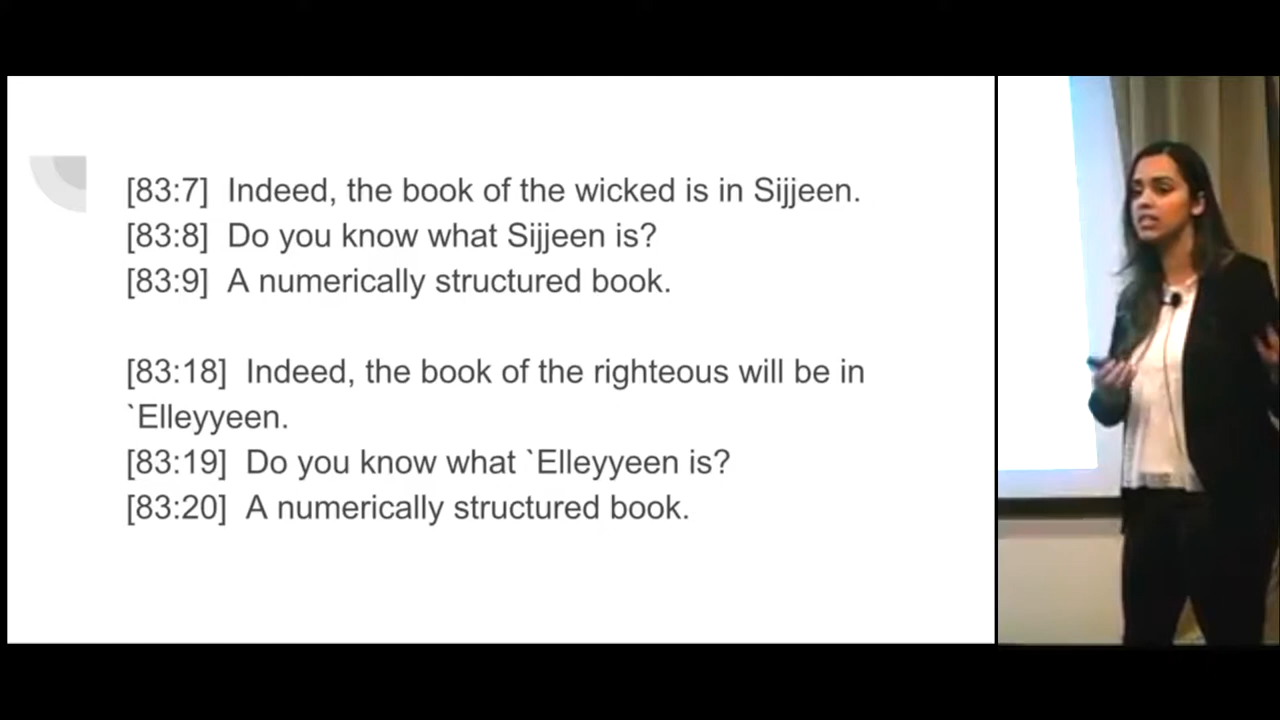 [83:7] Indeed, the book of the wicked is in Sijjeen.
[83:8] Do you know what Sijjeen is?
[83:9] A numerically structured book.
[83:18] Indeed, the book of the righteous will be in
`Elleyyeen.
[83:19] Do you know what `Elleyyeen is?
[83:20] A numerically structured book.